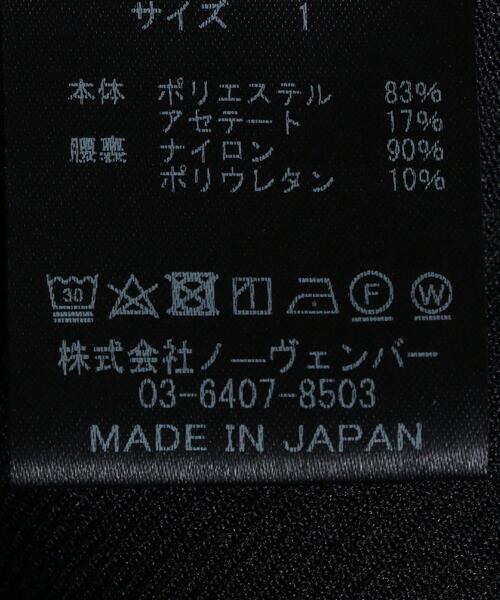 サイズ 1
本体 ポリエステル 83%
アセテート 17%
腰裏 ナイロン 90%
ポリウレタン 10%
30 F W
株式会社ノーヴェンバー
03-6407-8503
MADE IN JAPAN